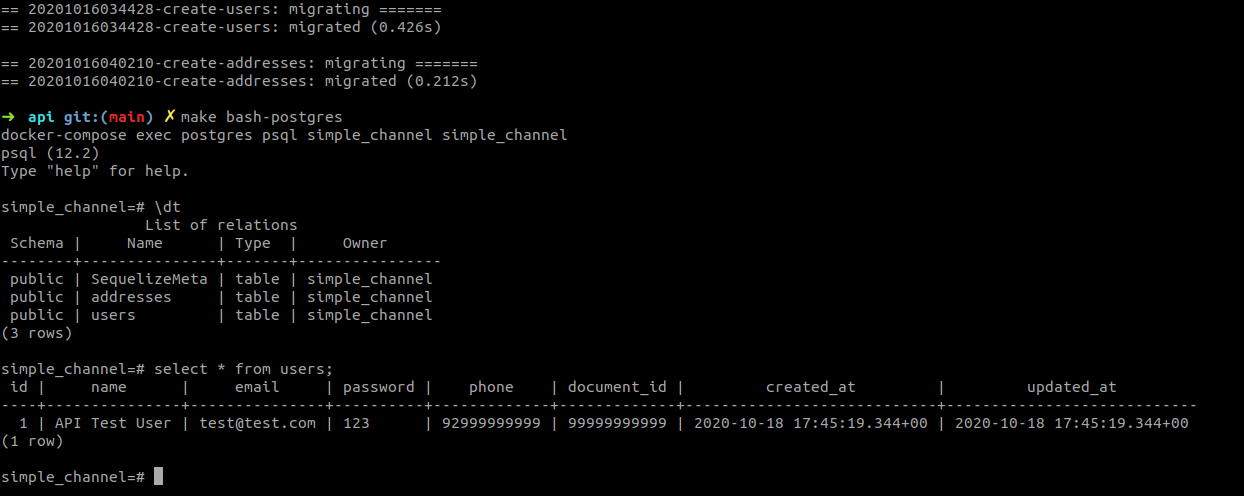 == 20201016034428-create-users: migrating =======
== 20201016034428-create-users: migrated (0.426s)

== 20201016040210-create-addresses: migrating =======
== 20201016040210-create-addresses: migrated (0.212s)

➜  api git:(main) ✗ make bash-postgres
docker-compose exec postgres psql simple_channel simple_channel
psql (12.2)
Type "help" for help.

simple_channel=# \dt
                List of relations
 Schema |     Name      | Type  |     Owner
--------+---------------+-------+----------------
 public | SequelizeMeta | table | simple_channel
 public | addresses     | table | simple_channel
 public | users         | table | simple_channel
(3 rows)

simple_channel=# select * from users;
 id |     name      |     email     | password |    phone    | document_id |         created_at         |         updated_at
----+---------------+---------------+----------+-------------+-------------+----------------------------+----------------------------
  1 | API Test User | test@test.com | 123      | 92999999999 | 99999999999 | 2020-10-18 17:45:19.344+00 | 2020-10-18 17:45:19.344+00
(1 row)

simple_channel=#